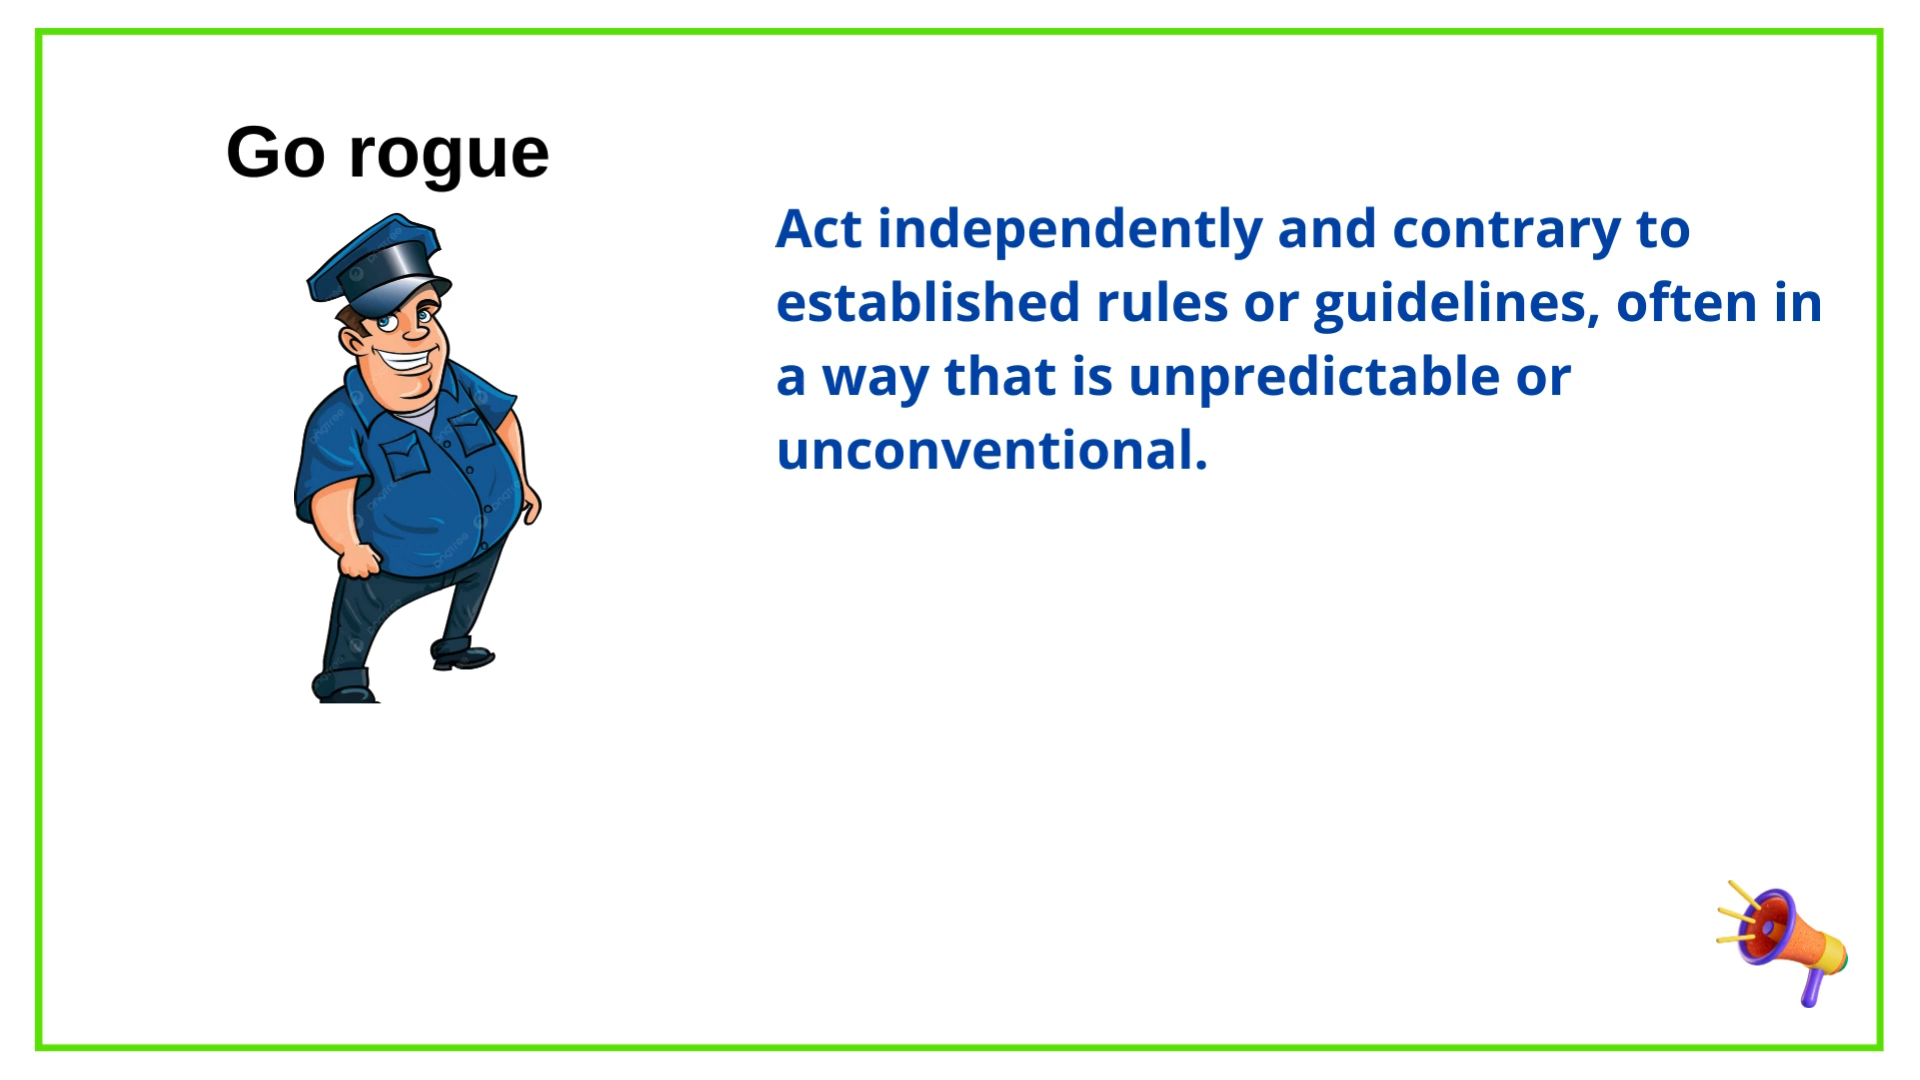 Go rogue
Act independently and contrary to
established rules or guidelines, often in
a way that is unpredictable or
unconventional.